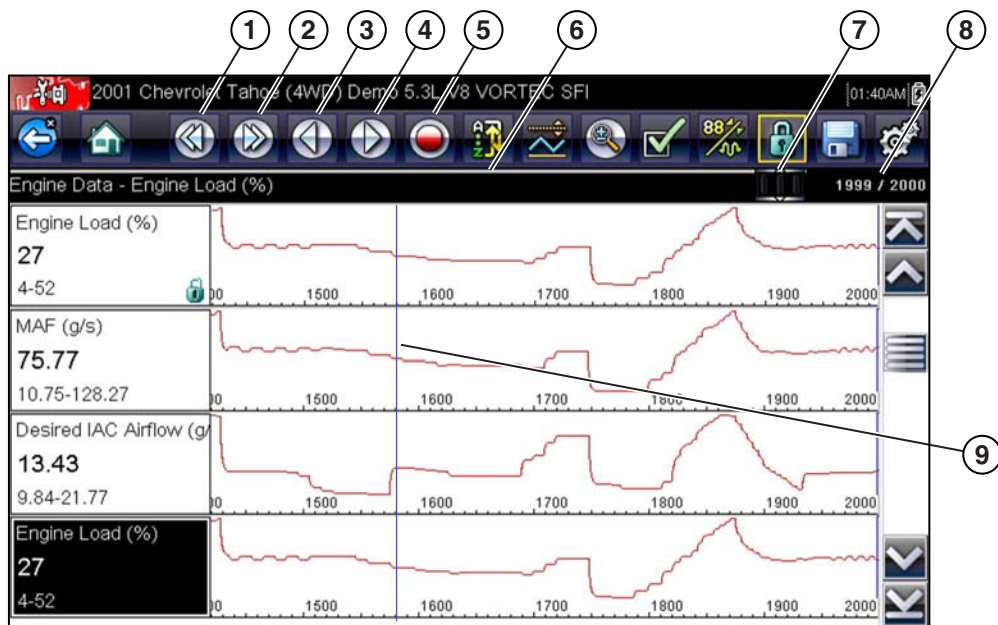 1 2 3 4 5 6 7 8
2001 Chevrolet Tahoe (4WD) Demo 5.3L V8 VORTEC SFI 01:40AM
A Z 88
Engine Data - Engine Load (%) 1999 / 2000
Engine Load (%)
27
4-52
00 1500 1600 1700 1800 1900 2000
MAF (g/s)
75.77
10.75-128.27
00 1500 1600 1700 1800 1900 2000
Desired IAC Airflow (g/
13.43
9.84-21.77
00 1500 1600 1700 1800 1900 2000
9
Engine Load (%)
27
4-52
00 1500 1600 1700 1800 1900 2000